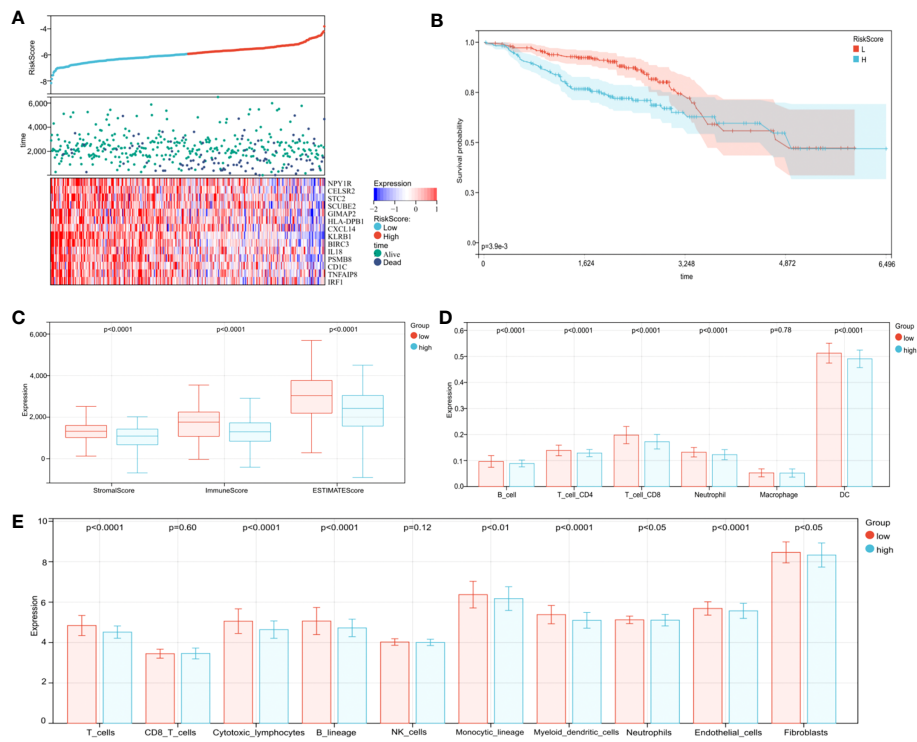 A
RiskScore
-4
-6
-8
time
6,000
4,000
2,000
NPY1R
CELSR2
STC2
SCUBE2
GIMAP2
HLA-DPB1
CXCL14
KLRB1
BIRC3
IL18
PSMB8
CD1C
TNFAIP8
IRF1
Expression
-2 -1 0 1
RiskScore:
Low
High
time
Alive
Dead
B
RiskScore
L
H
Survival probability
1.0
0.8
0.5
0.3
0.0
p=3.9e-3
0 1,624 3,248 4,872 6,496
time
C
p<0.0001 p<0.0001 p<0.0001
Group
low
high
Expression
6,000
4,000
2,000
0
StromalScore ImmuneScore ESTIMATEScore
D
p<0.0001 p<0.0001 p<0.0001 p<0.0001 p=0.78 p<0.0001
Group
low
high
Expression
0.6
0.5
0.4
0.3
0.2
0.1
0.0
B_cell T_cell_CD4 T_cell_CD8 Neutrophil Macrophage DC
E
p<0.0001 p=0.60 p<0.0001 p<0.0001 p=0.12 p<0.01 p<0.0001 p<0.05 p<0.0001 p<0.05
Group
low
high
Expression
10
8
6
4
2
0
T_cells CD8_T_cells Cytotoxic_lymphocytes B_lineage NK_cells Monocytic_lineage Myeloid_dendritic_cells Neutrophils Endothelial_cells Fibroblasts